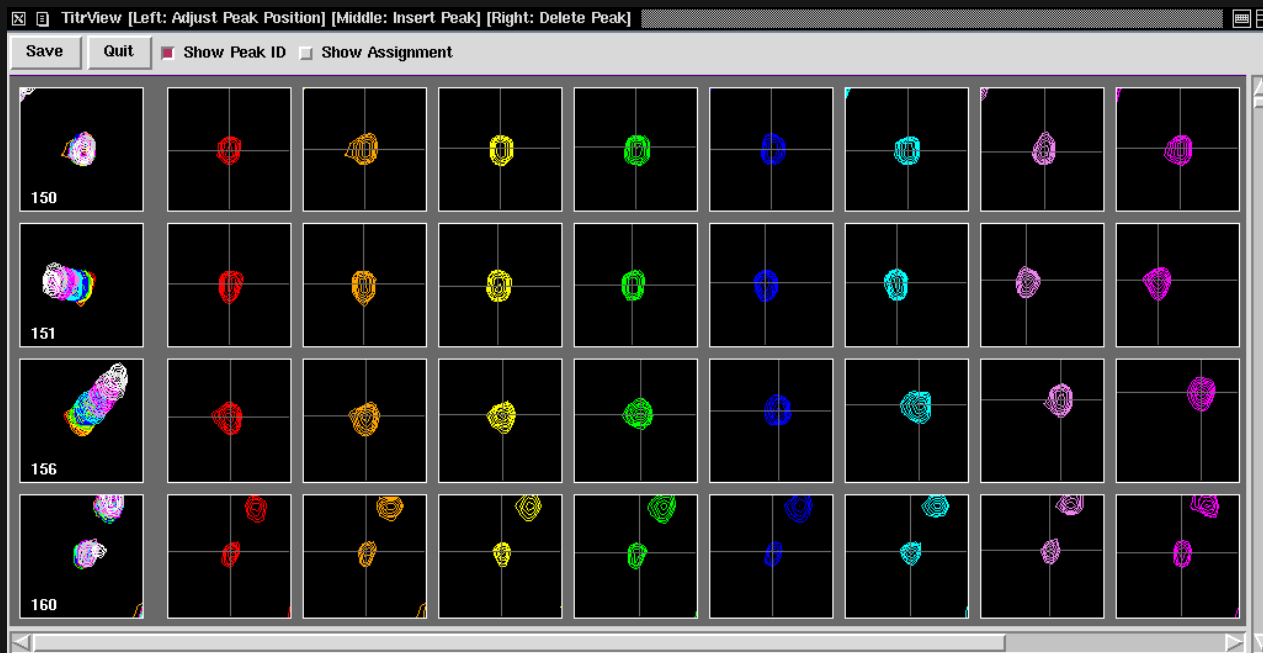 TitrView [Left: Adjust Peak Position] [Middle: Insert Peak] [Right: Delete Peak]
Save Quit Show Peak ID Show Assignment
150
151
156
160